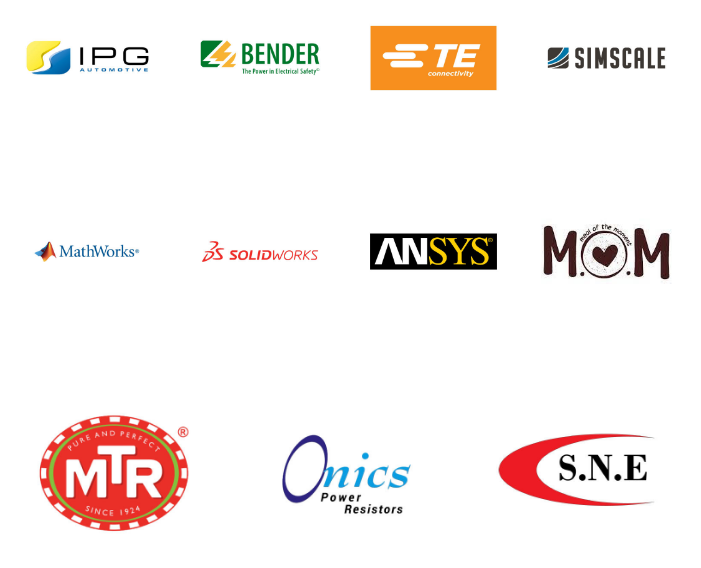 IPG
AUTOMOTIVE
BENDER
The Power in Electrical Safety®
TE
connectivity
SIMSCALE
MathWorks®
SOLIDWORKS
ANSYS®
meal of the moment
M.O.M
PURE AND PERFECT
®
MTR
SINCE 1924
Onics
Power
Resistors
S.N.E